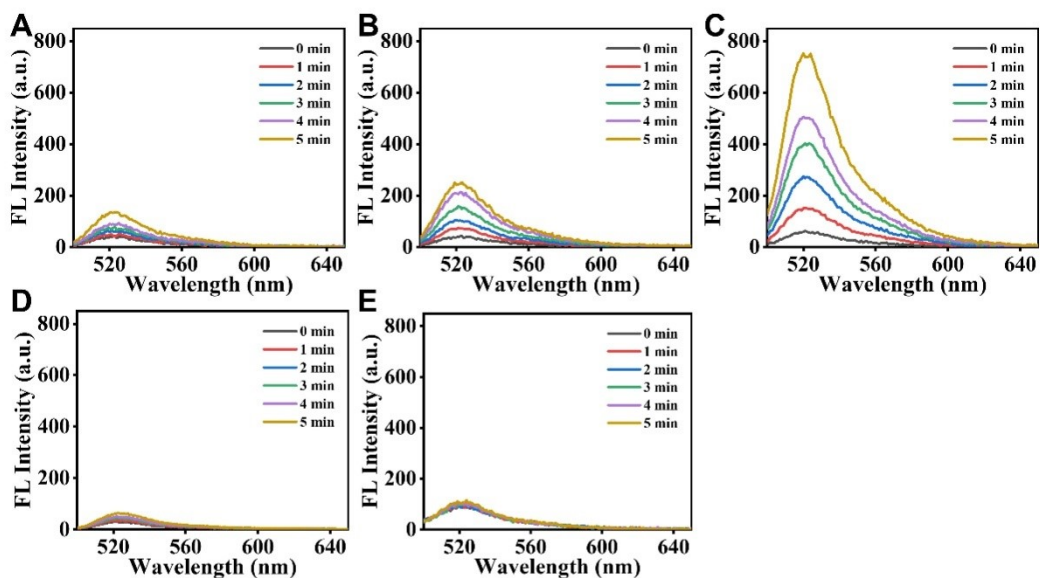 A
800
600
400
200
0
520
560
600
640
FL Intensity (a.u.)
Wavelength (nm)
0 min
1 min
2 min
3 min
4 min
5 min
B
800
600
400
200
0
520
560
600
640
FL Intensity (a.u.)
Wavelength (nm)
0 min
1 min
2 min
3 min
4 min
5 min
C
800
600
400
200
0
520
560
600
640
FL Intensity (a.u.)
Wavelength (nm)
0 min
1 min
2 min
3 min
4 min
5 min
D
800
600
400
200
0
520
560
600
640
FL Intensity (a.u.)
Wavelength (nm)
0 min
1 min
2 min
3 min
4 min
5 min
E
800
600
400
200
0
520
560
600
640
FL Intensity (a.u.)
Wavelength (nm)
0 min
1 min
2 min
3 min
4 min
5 min